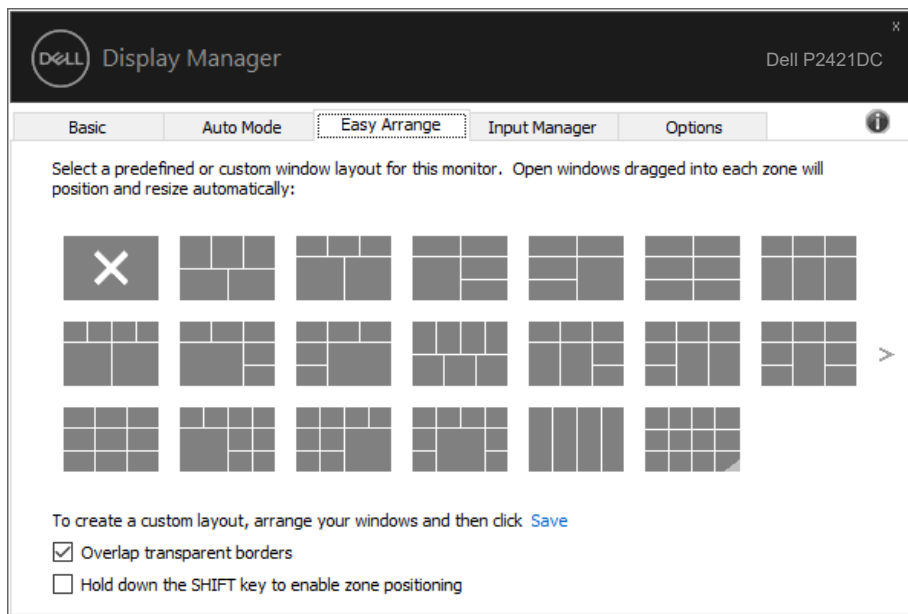 x
DELL Display Manager
Dell P2421DC
Basic Auto Mode Easy Arrange Input Manager Options
Select a predefined or custom window layout for this monitor. Open windows dragged into each zone will
position and resize automatically:
>
To create a custom layout, arrange your windows and then click Save
Overlap transparent borders
Hold down the SHIFT key to enable zone positioning